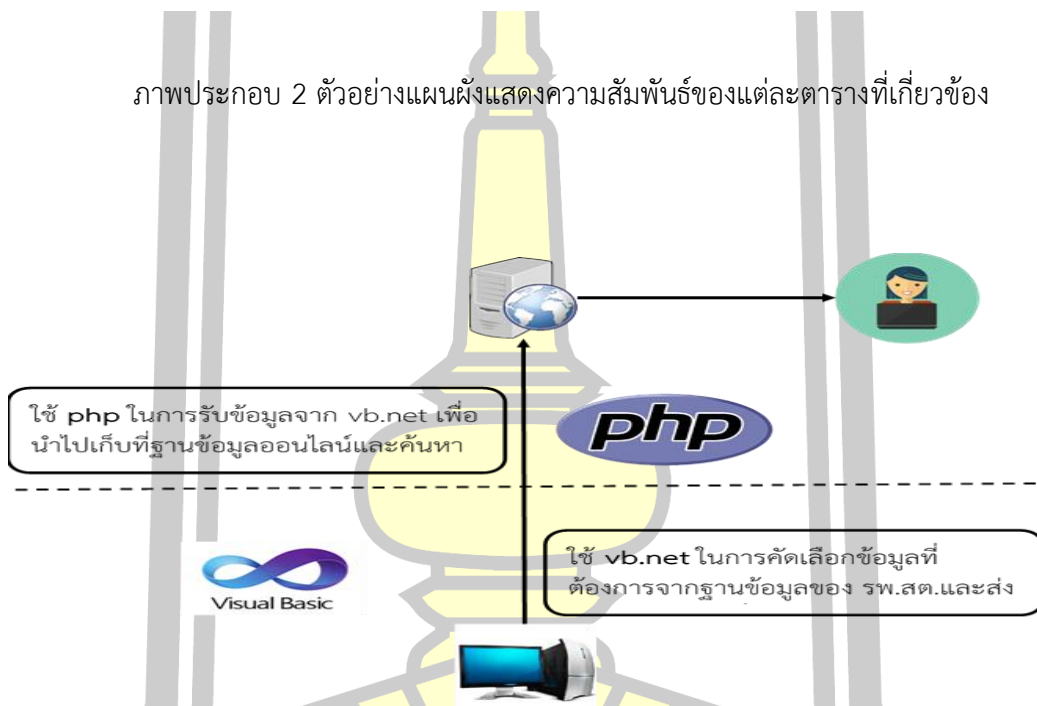 ภาพประกอบ 2 ตัวอย่างแผนผังแสดงความสัมพันธ์ของแต่ละตารางที่เกี่ยวข้อง
ใช้ php ในการรับข้อมูลจาก vb.net เพื่อ
นำไปเก็บที่ฐานข้อมูลออนไลน์และค้นหา
php
ใช้ vb.net ในการคัดเลือกข้อมูลที่
ต้องการจากฐานข้อมูลของ รพ.สต.และส่ง
Visual Basic